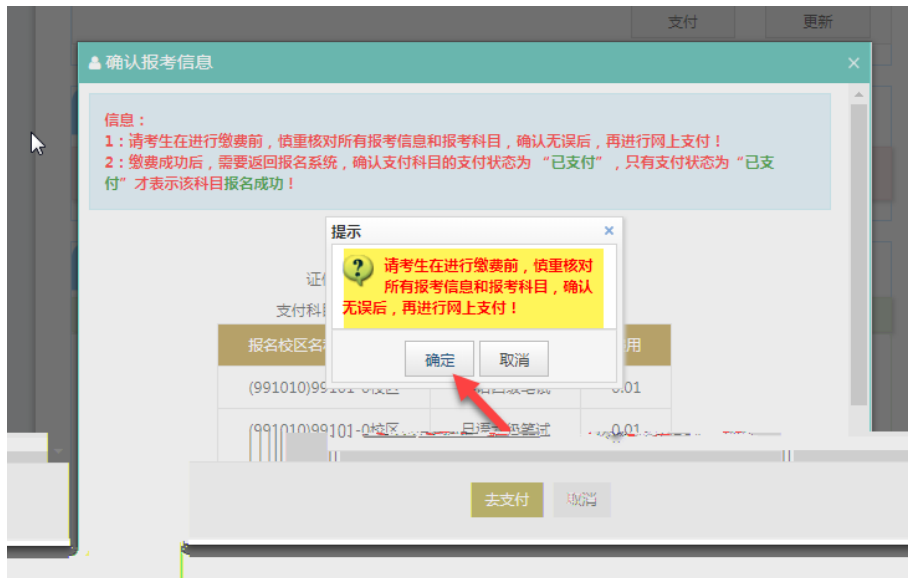 支付 更新
确认报考信息
信息：
1：请考生在进行缴费前，慎重核对所有报考信息和报考科目，确认无误后，再进行网上支付！
2：缴费成功后，需要返回报名系统，确认支付科目的支付状态为“已支付”，只有支付状态为“已支
付”才表示该科目报名成功！
提示
请考生在进行缴费前，慎重核对
所有报考信息和报考科目，确认
无误后，再进行网上支付！
支付科
报名校区名 用
确定 取消
(991010)99101-0校区 0.01
(991010)99101-0校区 0.01
去支付 取消